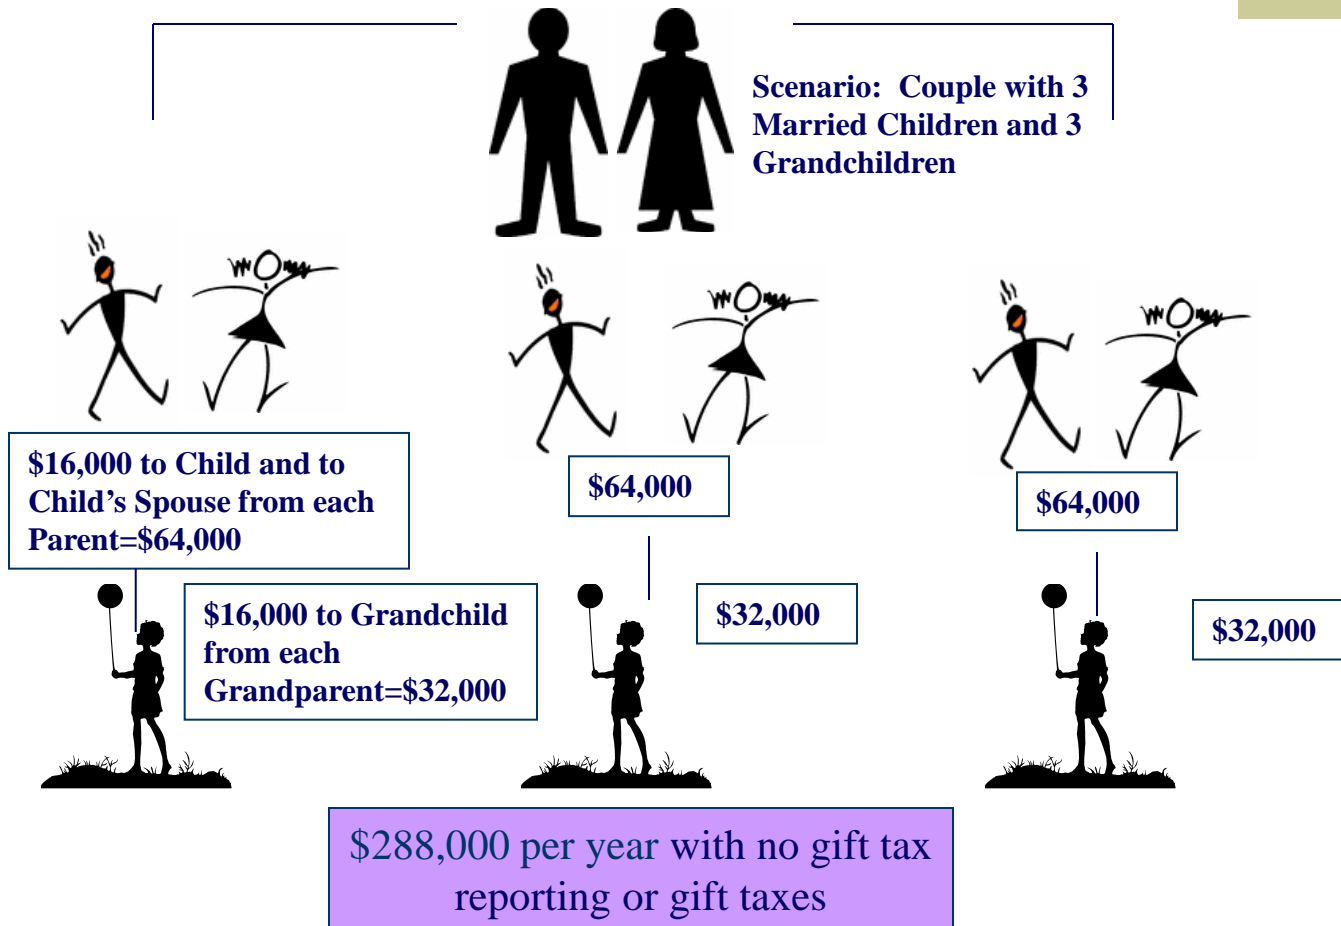 Scenario:  Couple with 3
Married Children and 3
Grandchildren
$16,000 to Child and to
Child’s Spouse from each
Parent=$64,000
$64,000
$64,000
$16,000 to Grandchild
from each
Grandparent=$32,000
$32,000
$32,000
$288,000 per year with no gift tax
reporting or gift taxes